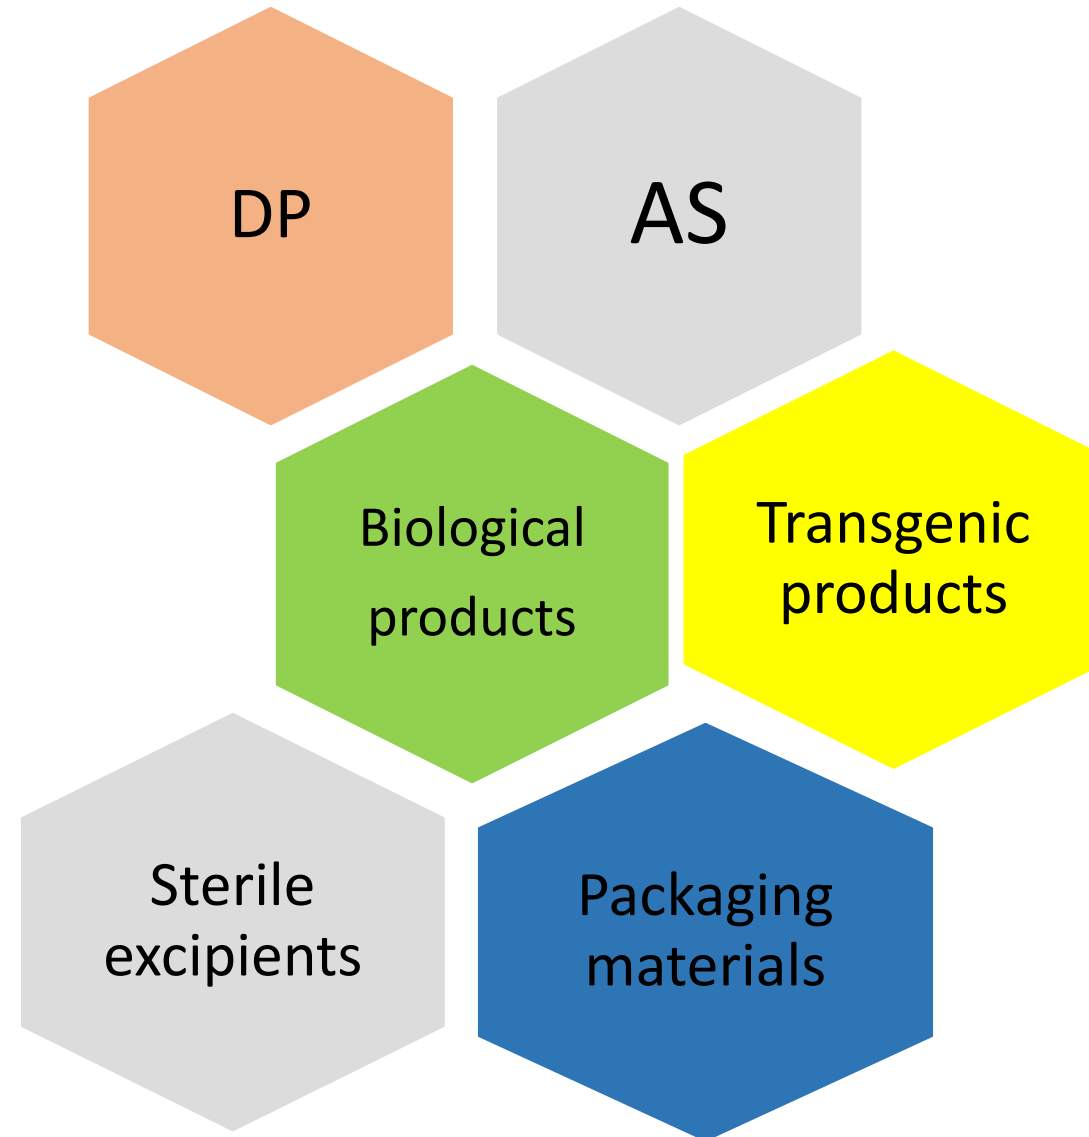 DP
AS
Biological
products
Transgenic
products
Sterile
excipients
Packaging
materials